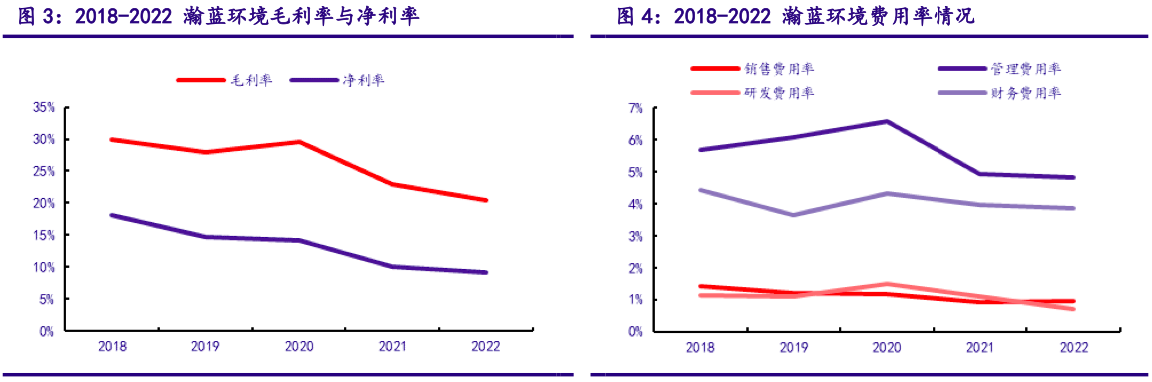 图 3：2018-2022 瀚蓝环境毛利率与净利率
毛利率 净利率
35%
30%
25%
20%
15%
10%
5%
0%
2018 2019 2020 2021 2022
图 4：2018-2022 瀚蓝环境费用率情况
销售费用率 管理费用率
研发费用率 财务费用率
7%
6%
5%
4%
3%
2%
1%
0%
2018 2019 2020 2021 2022